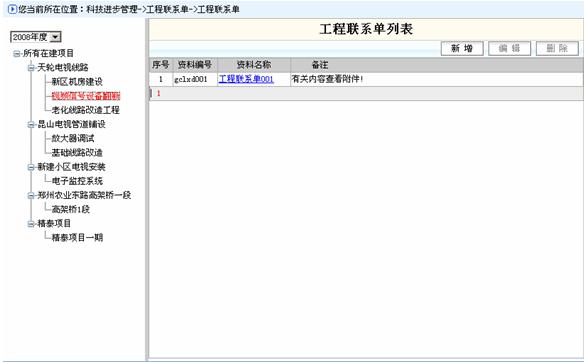 您当前所在位置：科技进步管理->工程联系单->工程联系单
2008年度
所有在建项目
天轮电视线路
新区机房建设
视频信号设备翻新
老化线路改造工程
昆山电视管道铺设
放大器调试
基础线路改造
新建小区电视安装
电子监控系统
郑州农业东路高架桥一段
高架桥1段
精泰项目
精泰项目一期
工程联系单列表
新 增 编 辑 删 除
序号 资料编号 资料名称 备注
1 gclxd001 工程联系单001 有关内容查看附件!
1